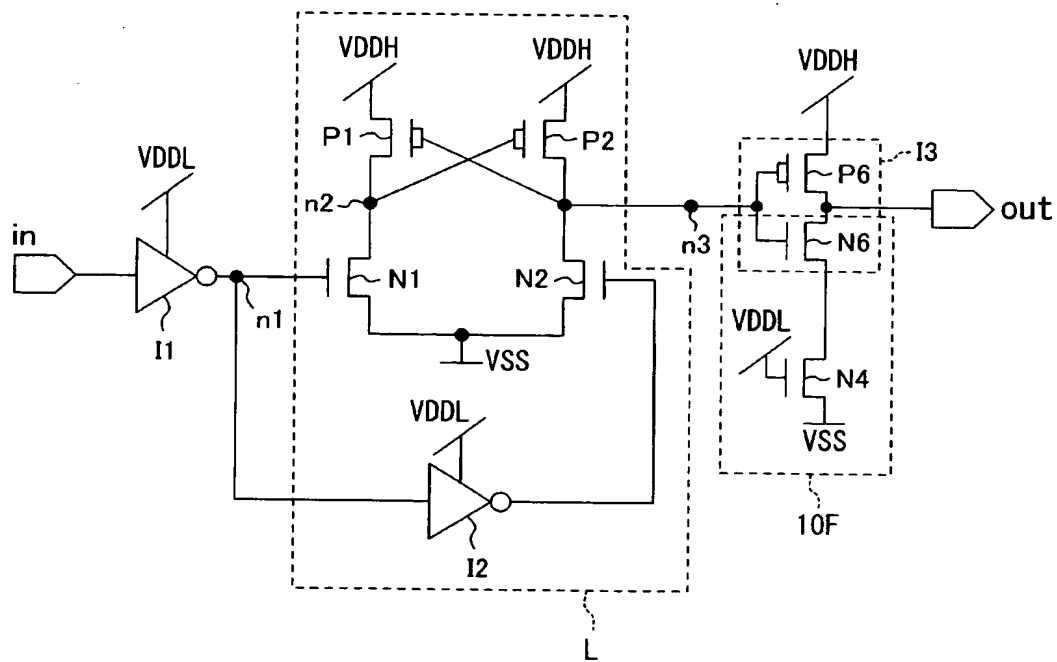 VDDH
VDDH
VDDH
P1
P2
I3
VDDL
P6
n2
n3
out
in
N6
N1
N2
n1
I1
VSS
VDDL
N4
VDDL
VSS
I2
10F
L